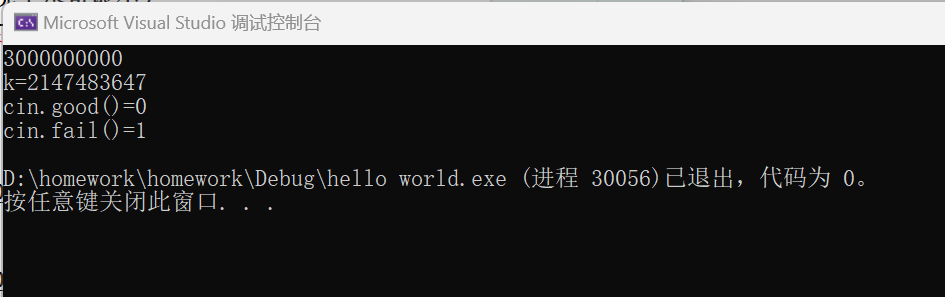 Microsoft Visual Studio 调试控制台
3000000000
k=2147483647
cin.good()=0
cin.fail()=1
D:\homework\homework\Debug\hello world.exe (进程 30056)已退出，代码为 0。
按任意键关闭此窗口. . .